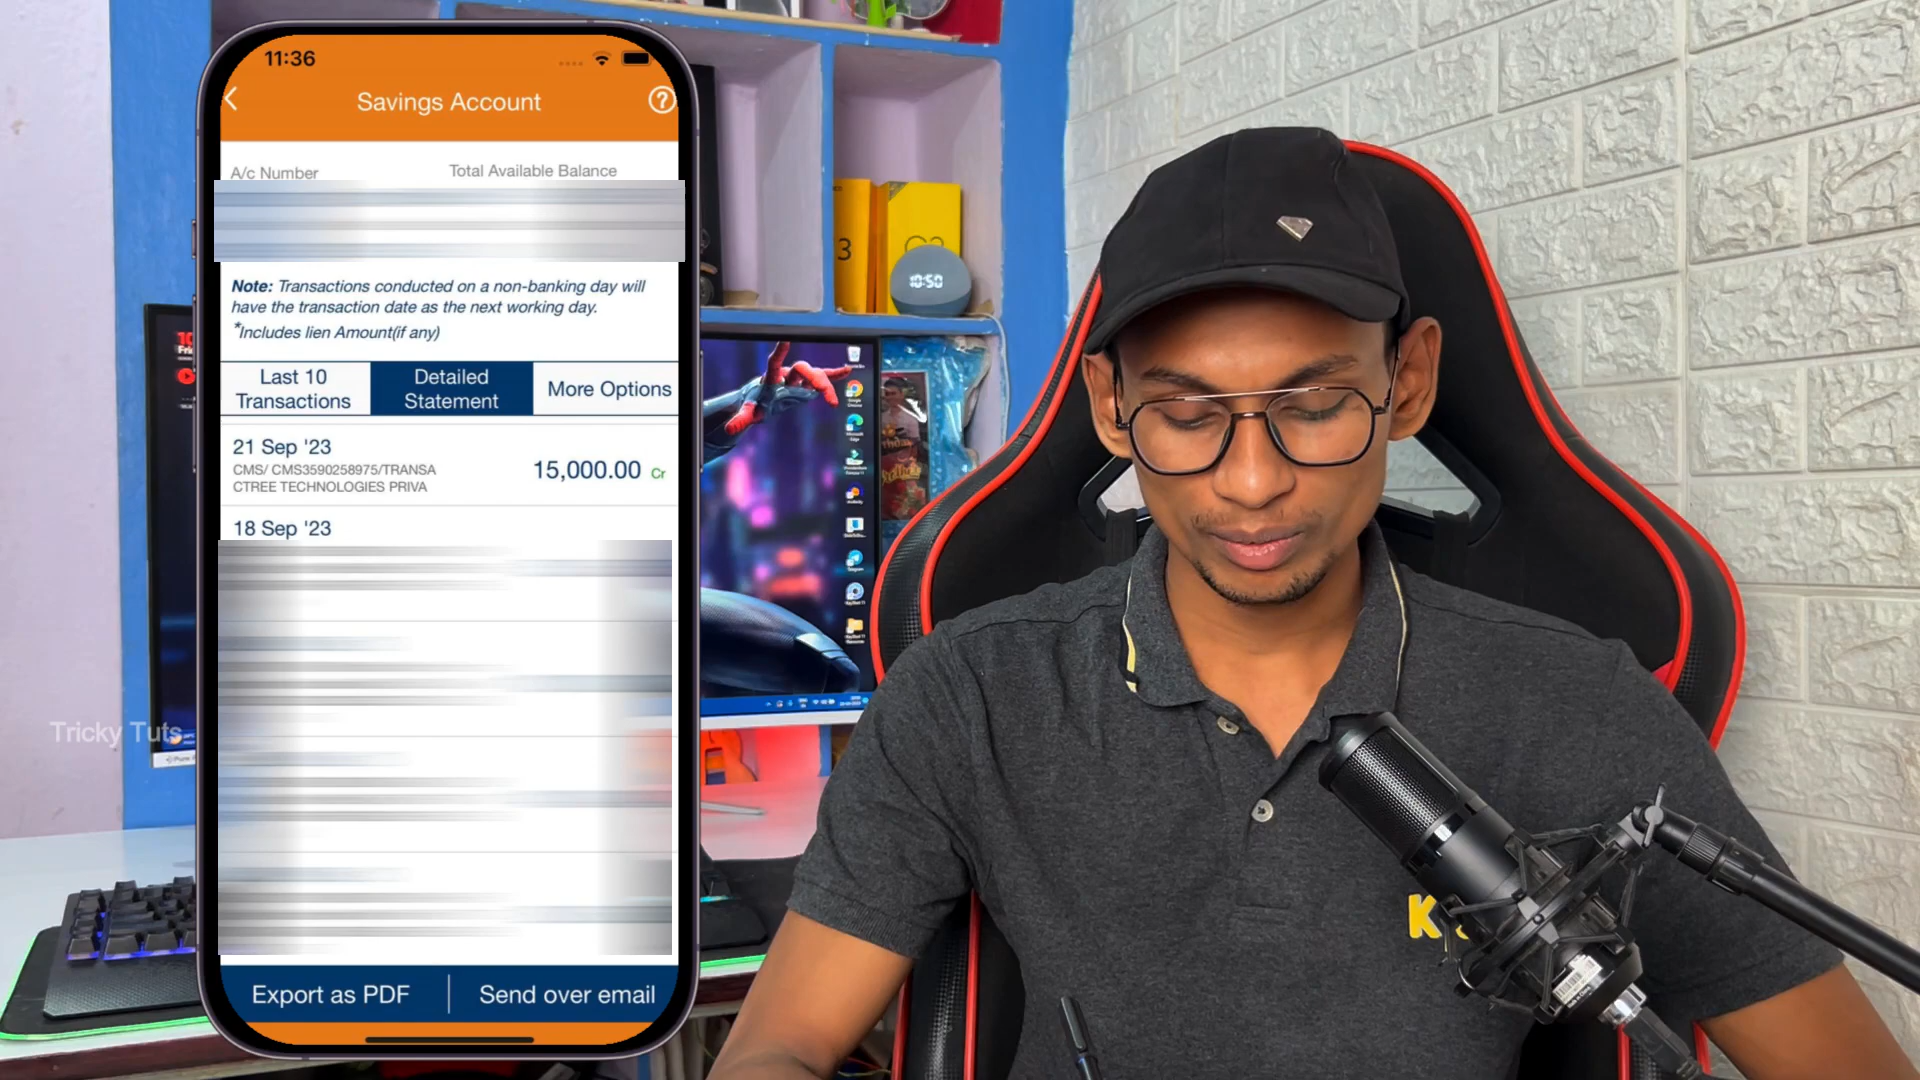 11:36
Savings Account
?
A/c Number
Total Available Balance
Note: Transactions conducted on a non-banking day will
have the transaction date as the next working day.
*Includes lien Amount(if any)
Last 10
Transactions
Detailed
Statement
More Options
21 Sep '23
CMS/ CMS3590258975/TRANSA
CTREE TECHNOLOGIES PRIVA
15,000.00 Cr
18 Sep '23
Export as PDF
Send over email
Tricky Tuts
3
10:50
K